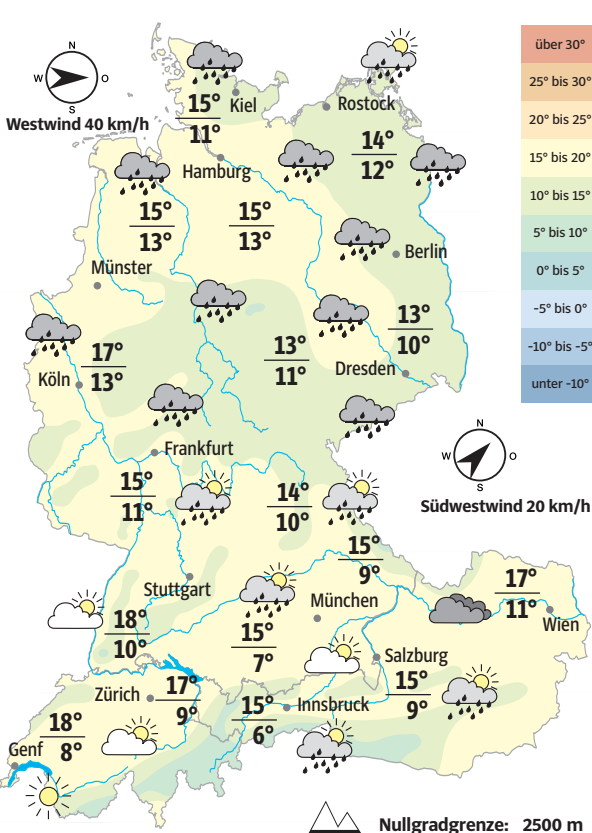 N
W O
S
Westwind 40 km/h
über 30°
25° bis 30°
20° bis 25°
15° bis 20°
10° bis 15°
5° bis 10°
0° bis 5°
-5° bis 0°
-10° bis -5°
unter -10°
15°
11°
Kiel
Rostock
14°
12°
Hamburg
15°
13°
15°
13°
Berlin
Münster
13°
10°
17°
13°
Köln
13°
11°
Dresden
Frankfurt
N
W O
S
Südwestwind 20 km/h
15°
11°
14°
10°
15°
9°
Stuttgart
München
17°
11°
Wien
18°
10°
15°
7°
Salzburg
15°
9°
Zürich
17°
9°
15°
6°
Innsbruck
18°
8°
Genf
Nullgradgrenze: 2500 m